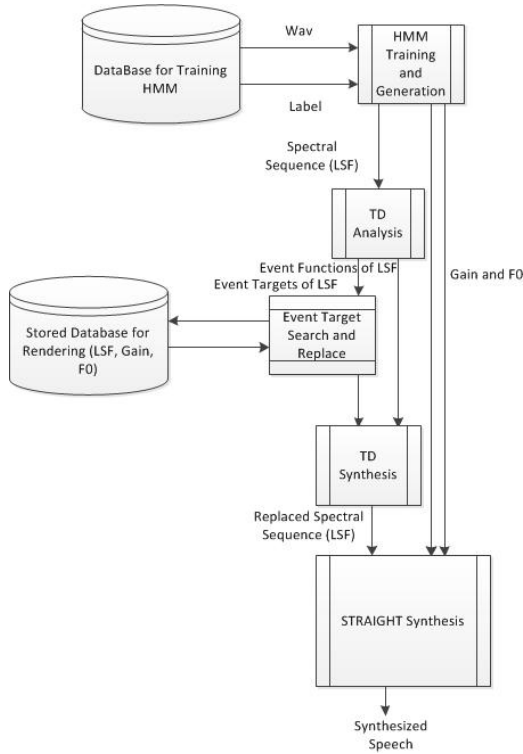 Wav
DataBase for Training
HMM
Label
HMM
Training
and
Generation
Spectral
Sequence (LSF)
TD
Analysis
Gain and F0
Event Functions of LSF
Event Targets of LSF
Stored Database for
Rendering (LSF, Gain,
F0)
Event Target
Search and
Replace
TD
Synthesis
Replaced Spectral
Sequence (LSF)
STRAIGHT Synthesis
Synthesized
Speech